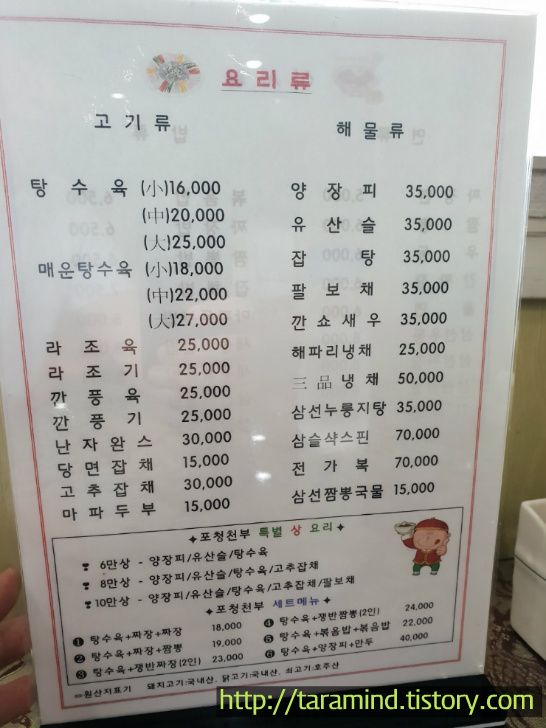 요리류
고기류
탕수육 (小)16,000
(中)20,000
(大)25,000
매운탕수육 (小)18,000
(中)22,000
(大)27,000
라조육 25,000
라조기 25,000
깐풍육 25,000
깐풍기 25,000
난자완스 30,000
당면잡채 15,000
고추잡채 30,000
마파두부 15,000
해물류
양장피 35,000
유산슬 35,000
잡탕 35,000
팔보채 35,000
깐쇼새우 35,000
해파리냉채 25,000
三品냉채 50,000
삼선누룽지탕 35,000
삼슬샥스핀 70,000
전가복 70,000
삼선짬뽕국물 15,000
✦포청천부 특별 상 요리✦
❣ 6만상 - 양장피/유산슬/탕수육
❣ 8만상 - 양장피/유산슬/탕수육/고추잡채
❣ 10만상 - 양장피/유산슬/탕수육/고추잡채/팔보채
✦포청천부 세트메뉴✦
❶ 탕수육+짜장+짜장 18,000
❷ 탕수육+짜장+짬뽕 19,000
❸ 탕수육+쟁반짜장(2인) 23,000
❹ 탕수육+쟁반짬뽕(2인) 24,000
❺ 탕수육+볶음밥+볶음밥 22,000
❻ 탕수육+양장피+만두 40,000
⇨원산지표기 돼지고기:국내산, 닭고기:국내산, 쇠고기:호주산
http://taramind.tistory.com